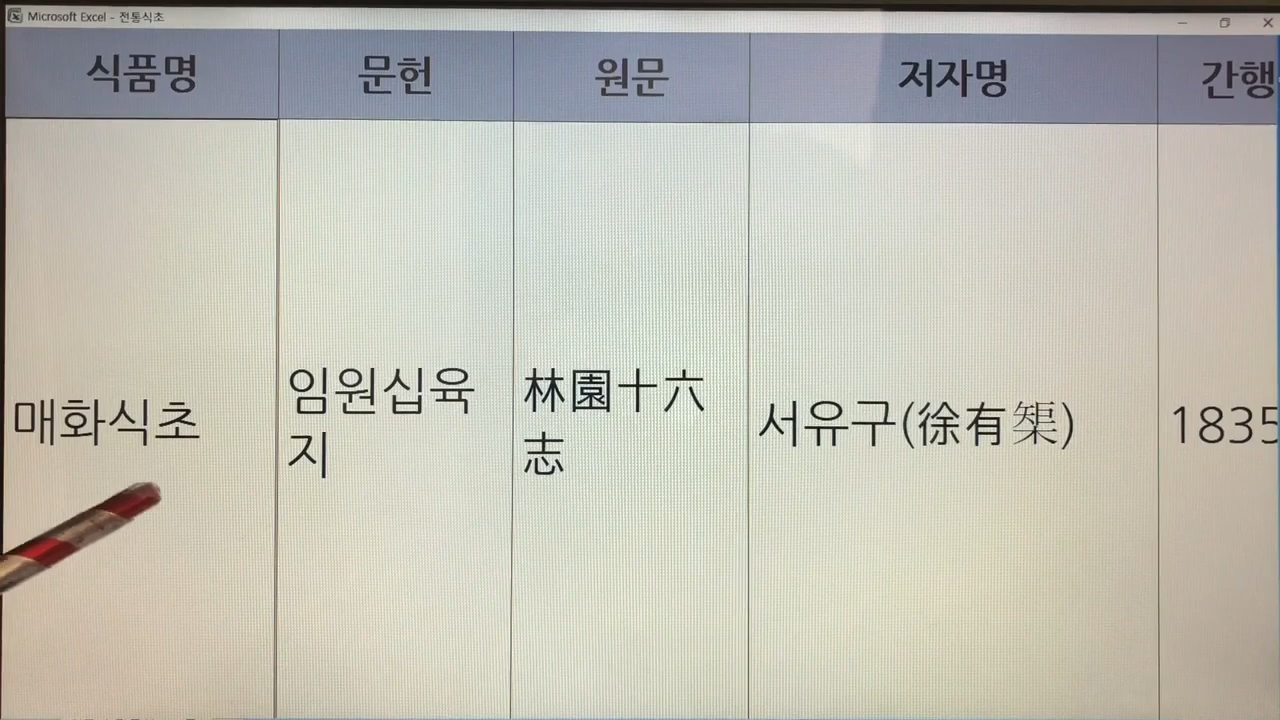 Microsoft Excel - 전통식초
식품명 문헌 원문 저자명 간행
매화식초 임원십육지 林園十六志 서유구(徐有榘) 1835